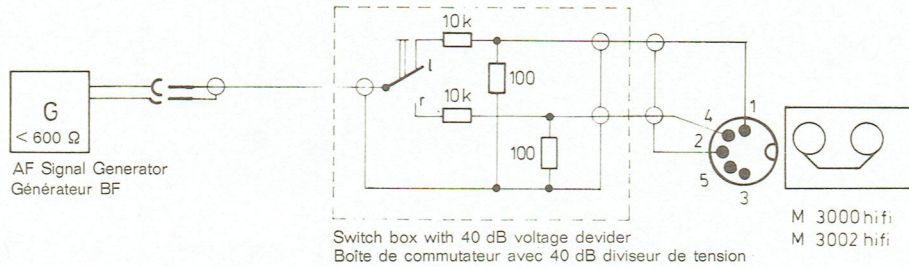 10k
l
100
r
10k
100
G
< 600 Ω
AF Signal Generator
Générateur BF
1
4
2
5
3
M 3000 hifi
M 3002 hifi
Switch box with 40 dB voltage devider
Boîte de commutateur avec 40 dB diviseur de tension